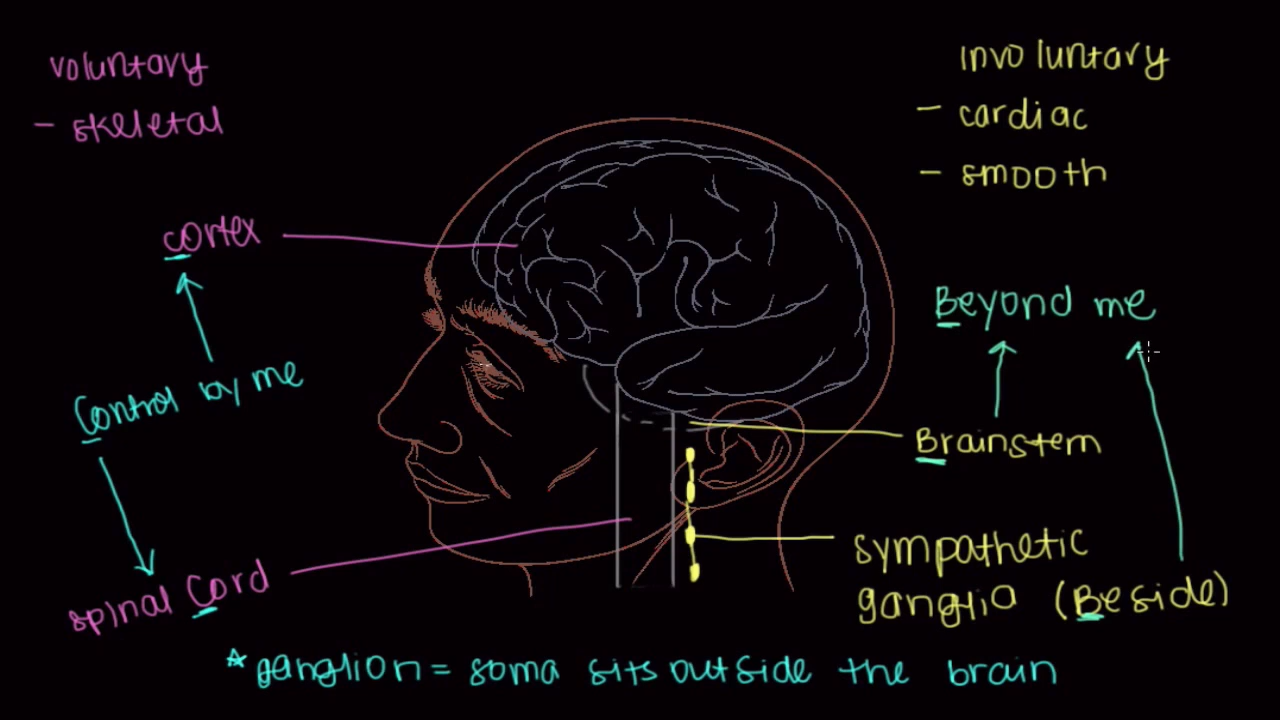 voluntary
- skeletal
cortex
Control by me
spinal Cord
involuntary
- cardiac
- smooth
Beyond me
Brainstem
sympathetic
ganglia (Beside)
*ganglion = soma sits outside the brain